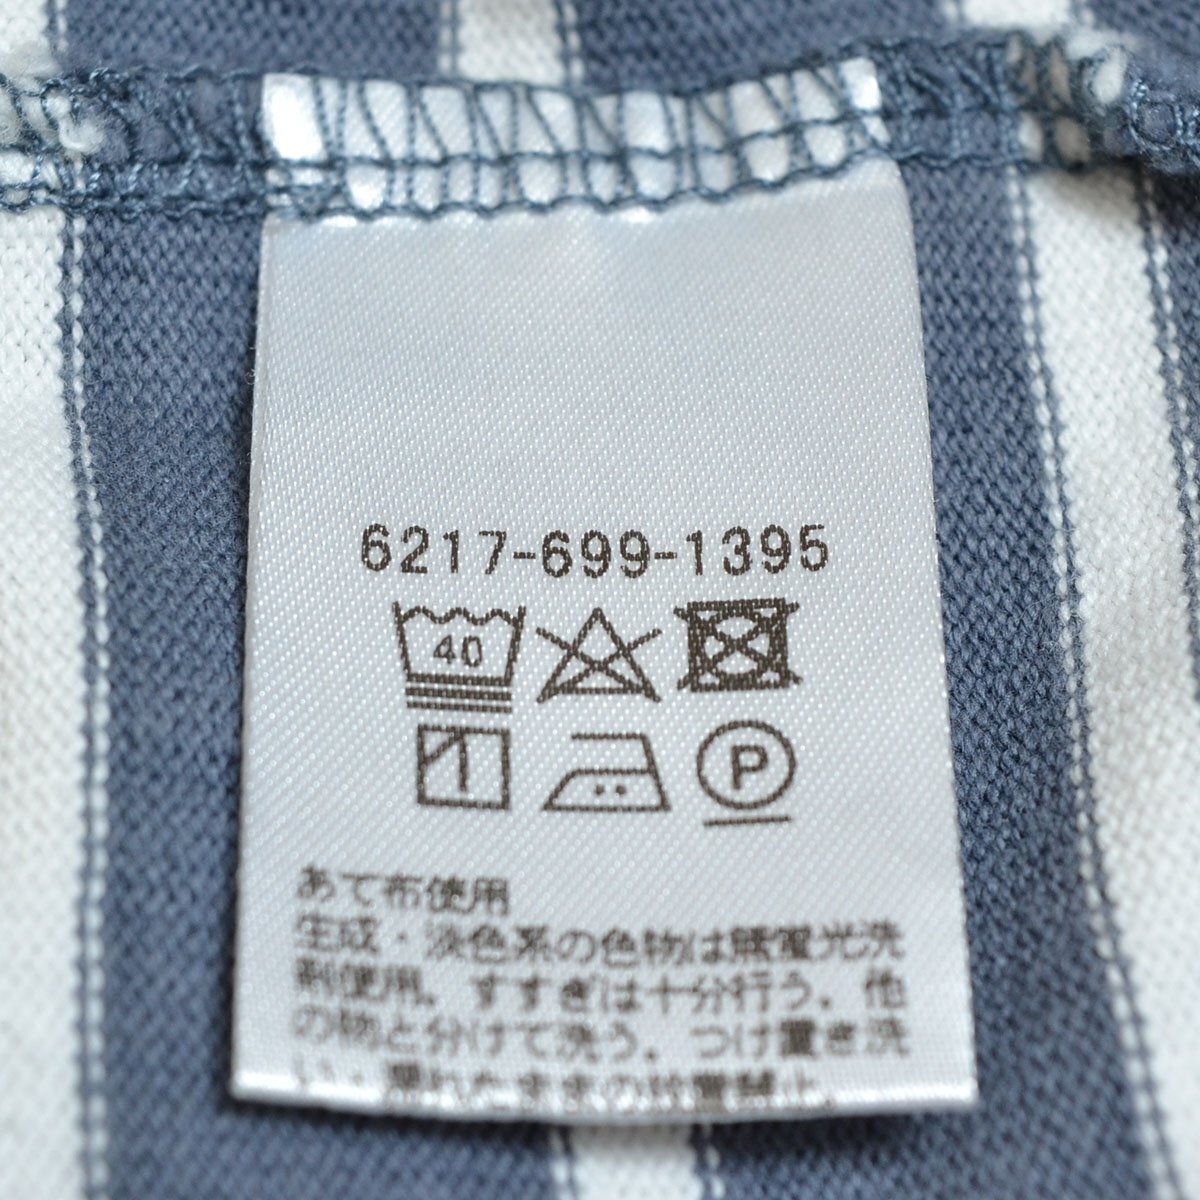 6217-699-1395
40
P
あて布使用
生成・淡色系の色物は無蛍光洗
剤使用。すすぎは十分行う。他
の物と分けて洗う。つけ置き洗
い・濡れたままの放置禁止